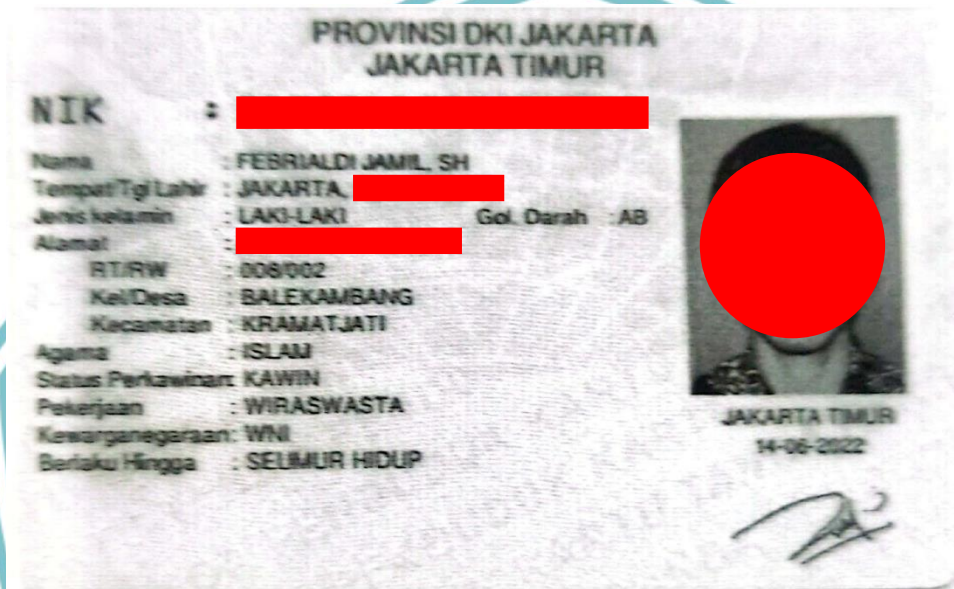 PROVINSI DKI JAKARTA
JAKARTA TIMUR
NIK :
Nama : FEBRIALDI JAMIL, SH
Tempat/Tgl Lahir : JAKARTA,
Jenis kelamin : LAKI-LAKI Gol. Darah : AB
Alamat :
RT/RW : 008/002
Kel/Desa : BALEKAMBANG
Kecamatan : KRAMATJATI
Agama : ISLAM
Status Perkawinan: KAWIN
Pekerjaan : WIRASWASTA
Kewarganegaraan: WNI
Berlaku Hingga : SEUMUR HIDUP
JAKARTA TIMUR
14-06-2022